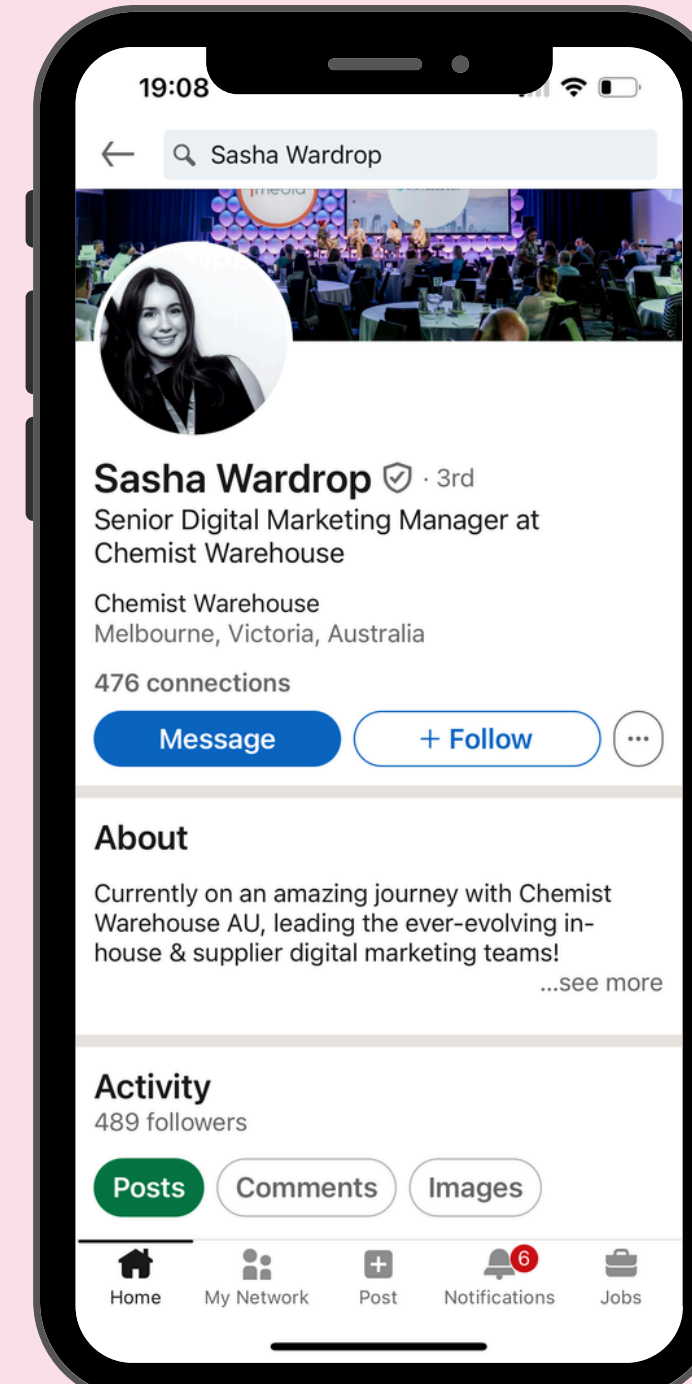 19:08
Sasha Wardrop
Sasha Wardrop · 3rd
Senior Digital Marketing Manager at
Chemist Warehouse
Chemist Warehouse
Melbourne, Victoria, Australia
476 connections
Message
+ Follow
...
About
Currently on an amazing journey with Chemist
Warehouse AU, leading the ever-evolving in-
house & supplier digital marketing teams!
...see more
Activity
489 followers
Posts
Comments
Images
6
Home
My Network
Post
Notifications
Jobs